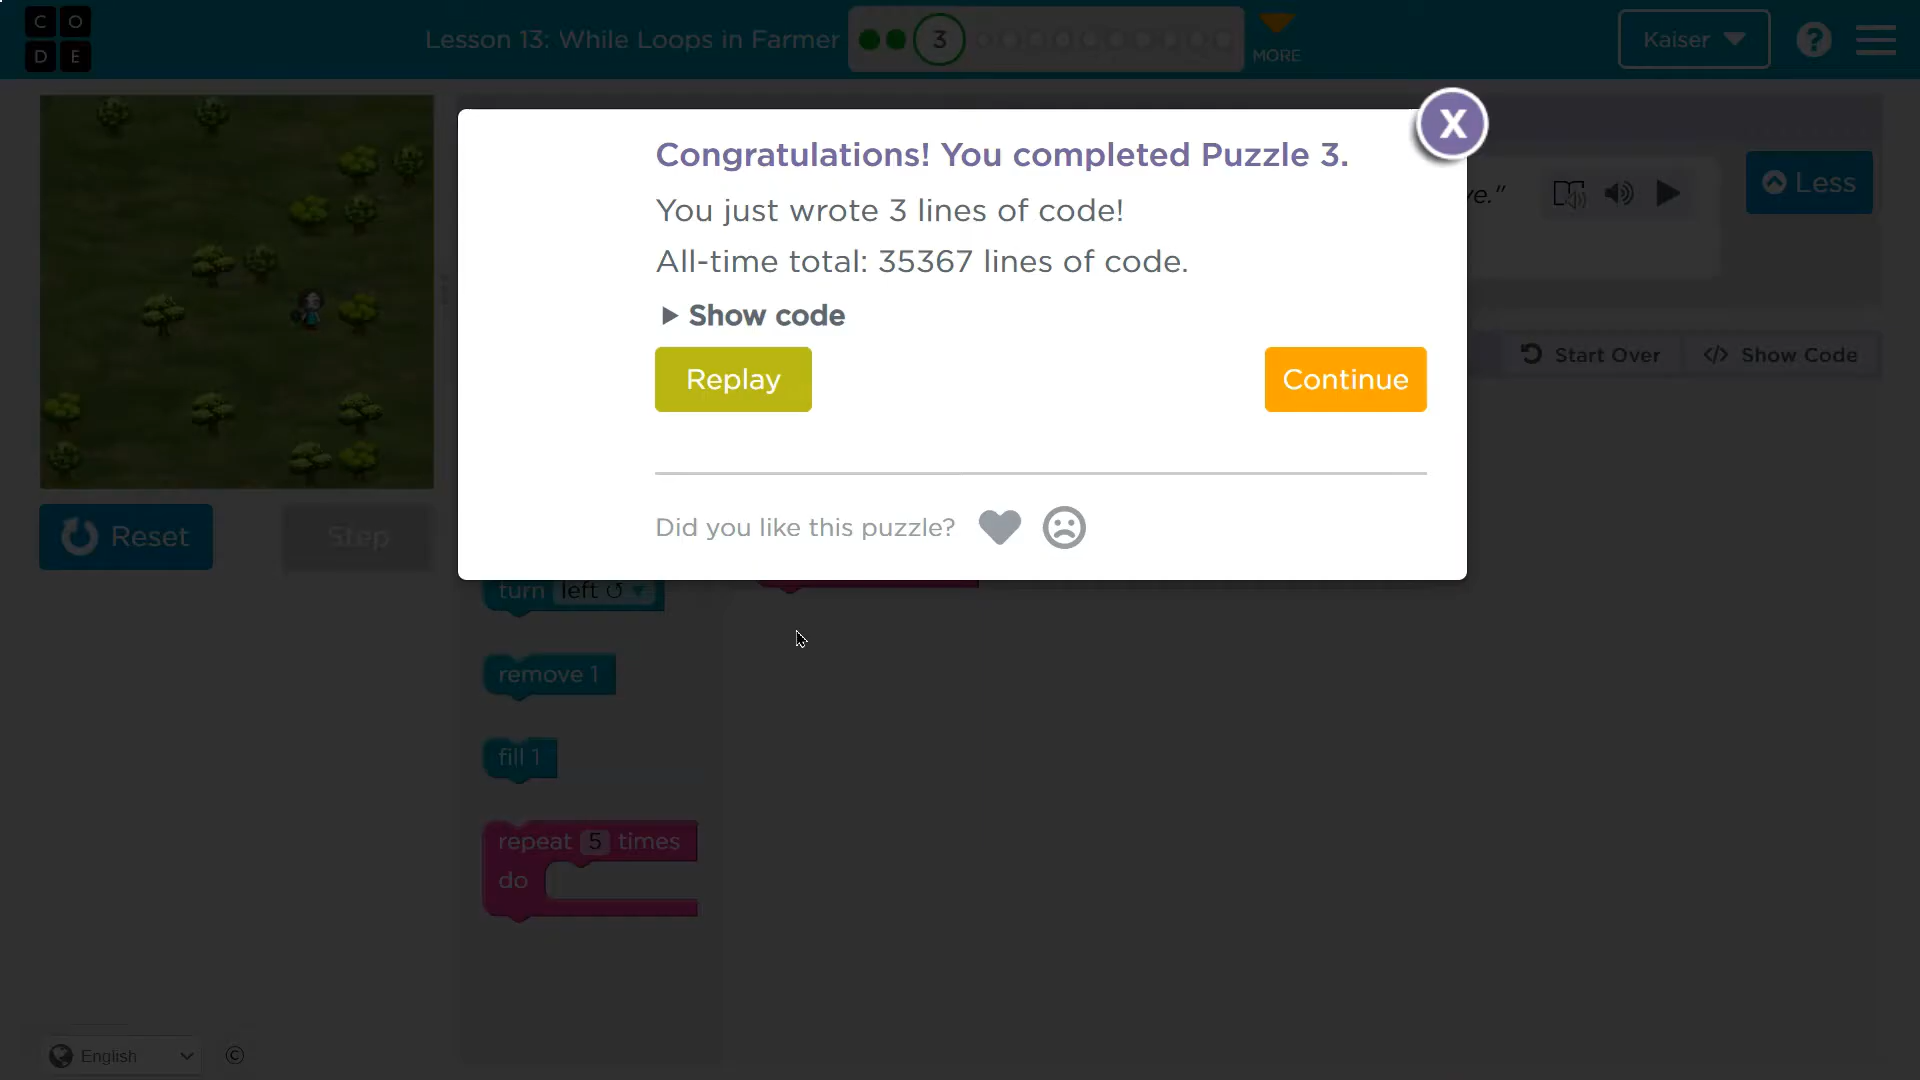 C O
D E
Lesson 13: While Loops in Farmer
3
MORE
Kaiser
?
X
Congratulations! You completed Puzzle 3.
You just wrote 3 lines of code!
All-time total: 35367 lines of code.
Show code
Replay
Continue
Did you like this puzzle?
ve."
Less
Start Over
</> Show Code
Reset
Step
turn left ↺
remove 1
fill 1
repeat 5 times
do
English
©